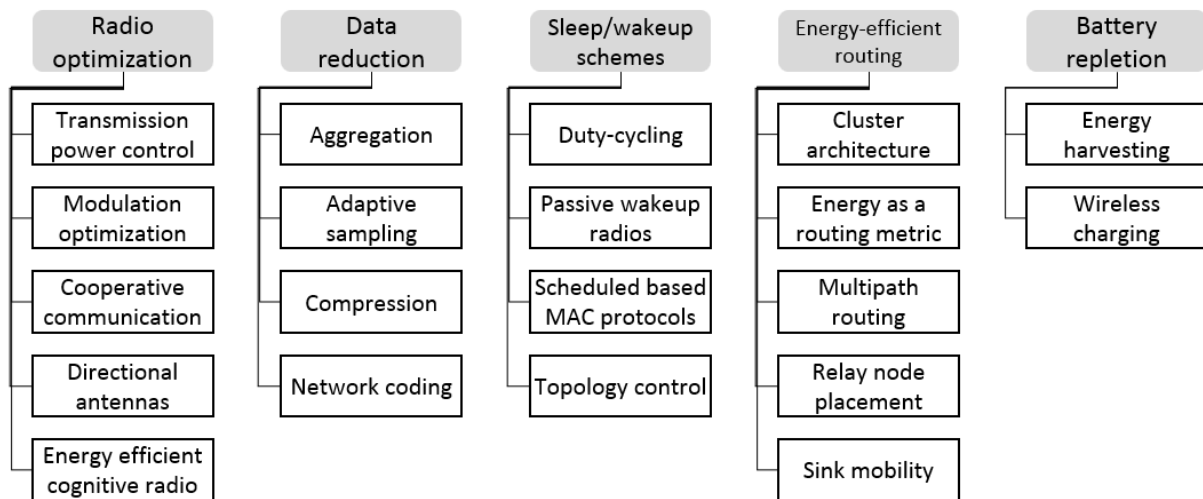 Radio
optimization
Transmission
power control
Modulation
optimization
Cooperative
communication
Directional
antennas
Energy efficient
cognitive radio
Data
reduction
Aggregation
Adaptive
sampling
Compression
Network coding
Sleep/wakeup
schemes
Duty-cycling
Passive wakeup
radios
Scheduled based
MAC protocols
Topology control
Energy-efficient
routing
Cluster
architecture
Energy as a
routing metric
Multipath
routing
Relay node
placement
Sink mobility
Battery
repletion
Energy
harvesting
Wireless
charging